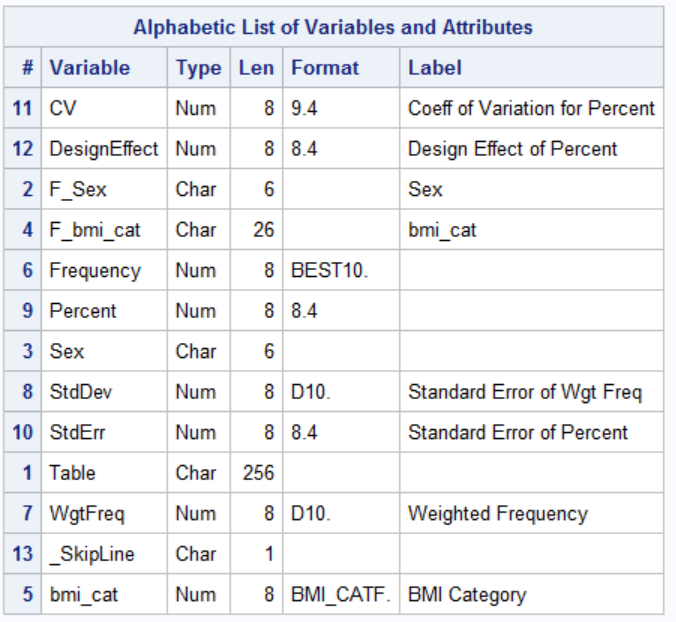 Alphabetic List of Variables and Attributes
# Variable Type Len Format Label
11 CV Num 8 9.4 Coeff of Variation for Percent
12 DesignEffect Num 8 8.4 Design Effect of Percent
2 F_Sex Char 6 Sex
4 F_bmi_cat Char 26 bmi_cat
6 Frequency Num 8 BEST10.
9 Percent Num 8 8.4
3 Sex Char 6
8 StdDev Num 8 D10. Standard Error of Wgt Freq
10 StdErr Num 8 8.4 Standard Error of Percent
1 Table Char 256
7 WgtFreq Num 8 D10. Weighted Frequency
13 _SkipLine Char 1
5 bmi_cat Num 8 BMI_CATF. BMI Category